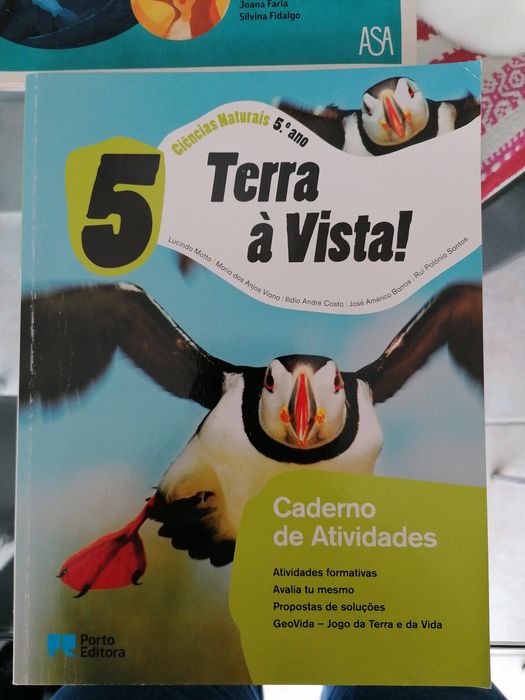 Joana Faria
Silvina Fidalgo
ASA
Ciências Naturais 5.º ano
5
Terra
à Vista!
Lucinda Motta | Maria dos Anjos Viana | Ilídio André Costa | José Américo Barros | Rui Polónia Santos
Caderno
de Atividades
Atividades formativas
Avalia tu mesmo
Propostas de soluções
GeoVida – Jogo da Terra e da Vida
Porto
Editora